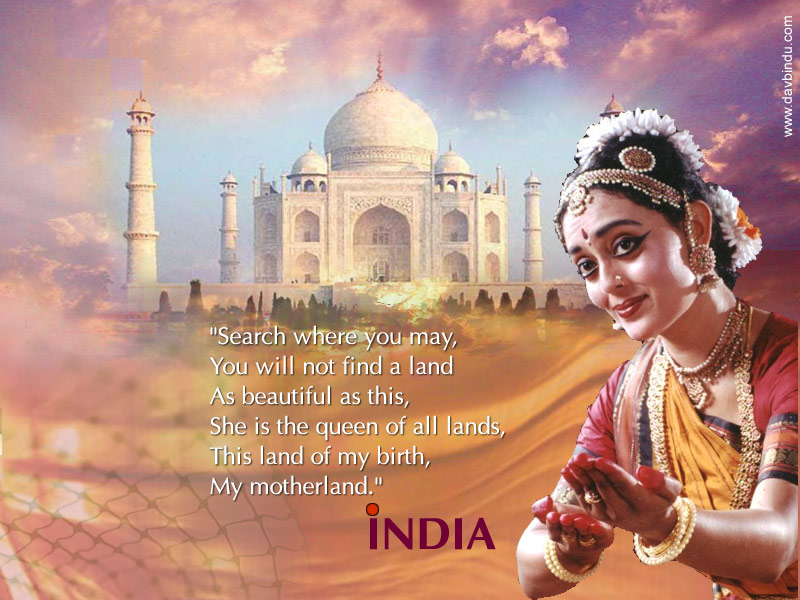 www.davbindu.com
"Search where you may,
You will not find a land
As beautiful as this,
She is the queen of all lands,
This land of my birth,
My motherland."
INDIA